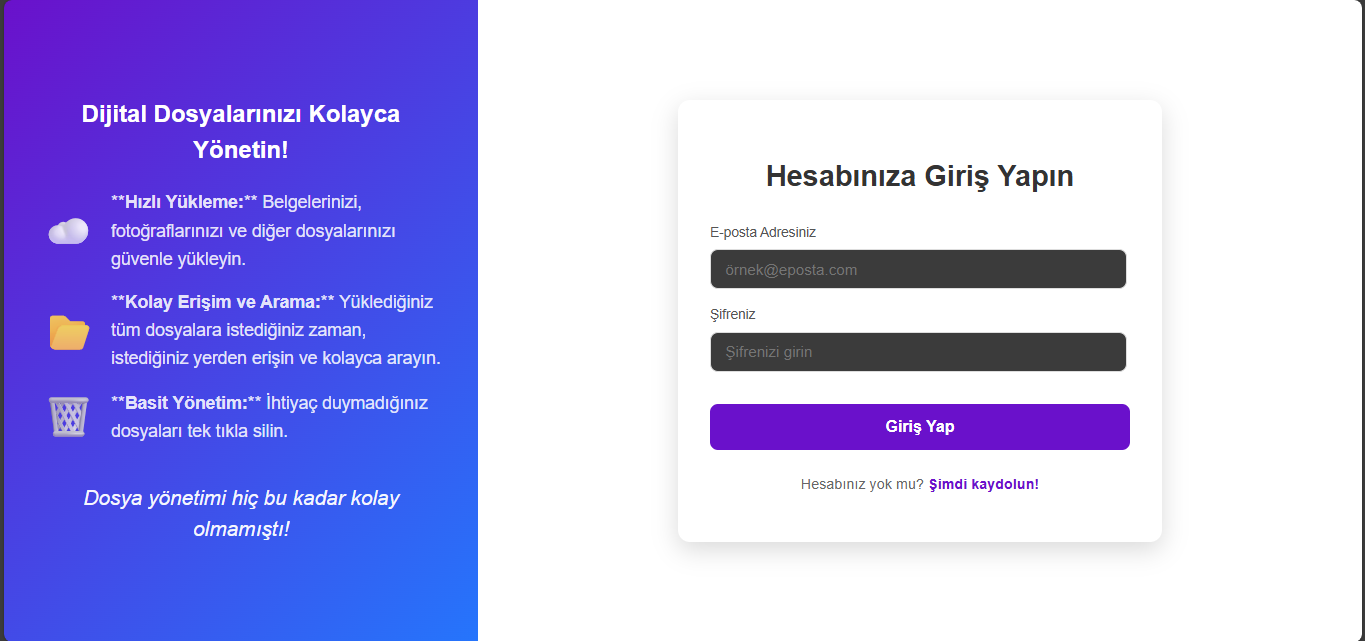 Dijital Dosyalarınızı Kolayca
Yönetin!
**Hızlı Yükleme:** Belgelerinizi,
fotoğraflarınızı ve diğer dosyalarınızı
güvenle yükleyin.
**Kolay Erişim ve Arama:** Yüklediğiniz
tüm dosyalara istediğiniz zaman,
istediğiniz yerden erişin ve kolayca arayın.
**Basit Yönetim:** İhtiyaç duymadığınız
dosyaları tek tıkla silin.
Dosya yönetimi hiç bu kadar kolay
olmamıştı!
Hesabınıza Giriş Yapın
E-posta Adresiniz
örnek@eposta.com
Şifreniz
Şifrenizi girin
Giriş Yap
Hesabınız yok mu? Şimdi kaydolun!